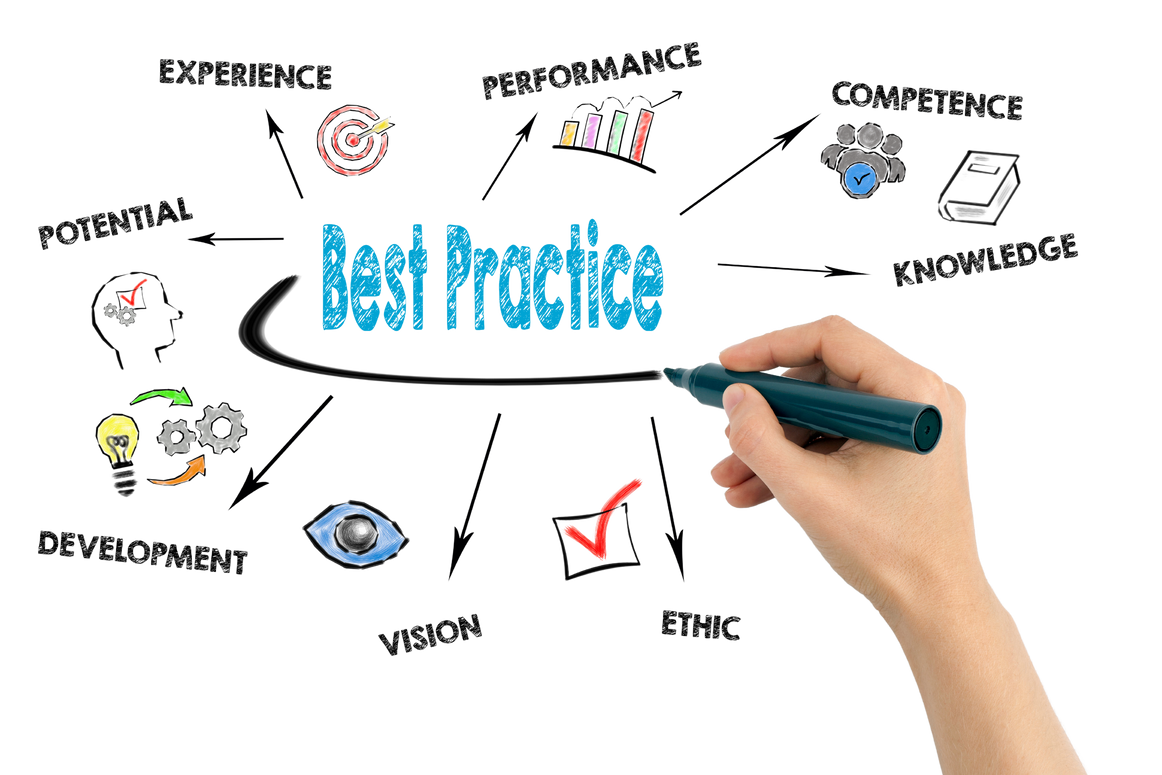 EXPERIENCE
PERFORMANCE
COMPETENCE
POTENTIAL
Best Practice
KNOWLEDGE
DEVELOPMENT
VISION
ETHIC